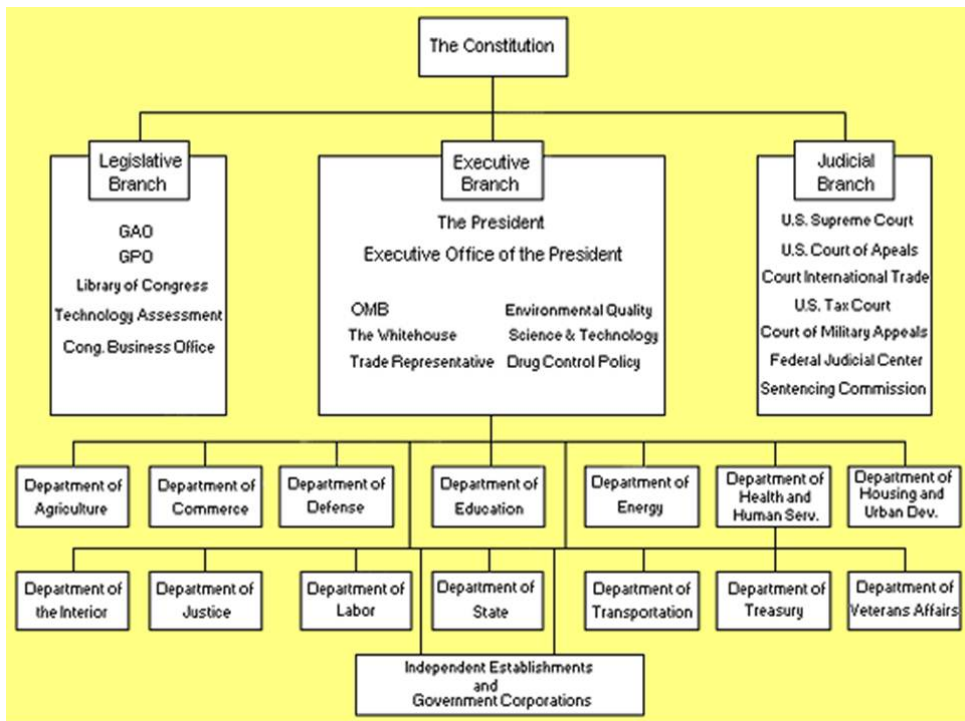 The Constitution
Legislative
Branch
GAO
GPO
Library of Congress
Technology Assessment
Cong. Business Office
Executive
Branch
The President
Executive Office of the President
OMB
Environmental Quality
The Whitehouse
Science & Technology
Trade Representative
Drug Control Policy
Judicial
Branch
U.S. Supreme Court
U.S. Court of Apeals
Court International Trade
U.S. Tax Court
Court of Military Appeals
Federal Judicial Center
Sentencing Commission
Department of
Agriculture
Department of
Commerce
Department of
Defense
Department of
Education
Department of
Energy
Department of
Health and
Human Serv.
Department of
Housing and
Urban Dev.
Department of
the Interior
Department of
Justice
Department of
Labor
Department of
State
Department of
Transportation
Department of
Treasury
Department of
Veterans Affairs
Independent Establishments
and
Government Corporations